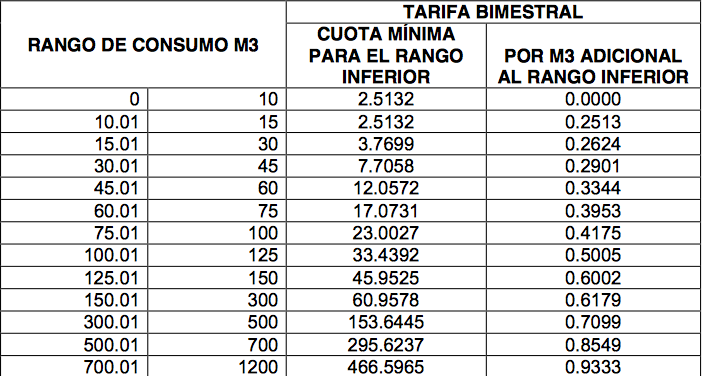 TARIFA BIMESTRAL
RANGO DE CONSUMO M3
CUOTA MÍNIMA
PARA EL RANGO
INFERIOR
POR M3 ADICIONAL
AL RANGO INFERIOR
0 10 2.5132 0.0000
10.01 15 2.5132 0.2513
15.01 30 3.7699 0.2624
30.01 45 7.7058 0.2901
45.01 60 12.0572 0.3344
60.01 75 17.0731 0.3953
75.01 100 23.0027 0.4175
100.01 125 33.4392 0.5005
125.01 150 45.9525 0.6002
150.01 300 60.9578 0.6179
300.01 500 153.6445 0.7099
500.01 700 295.6237 0.8549
700.01 1200 466.5965 0.9333